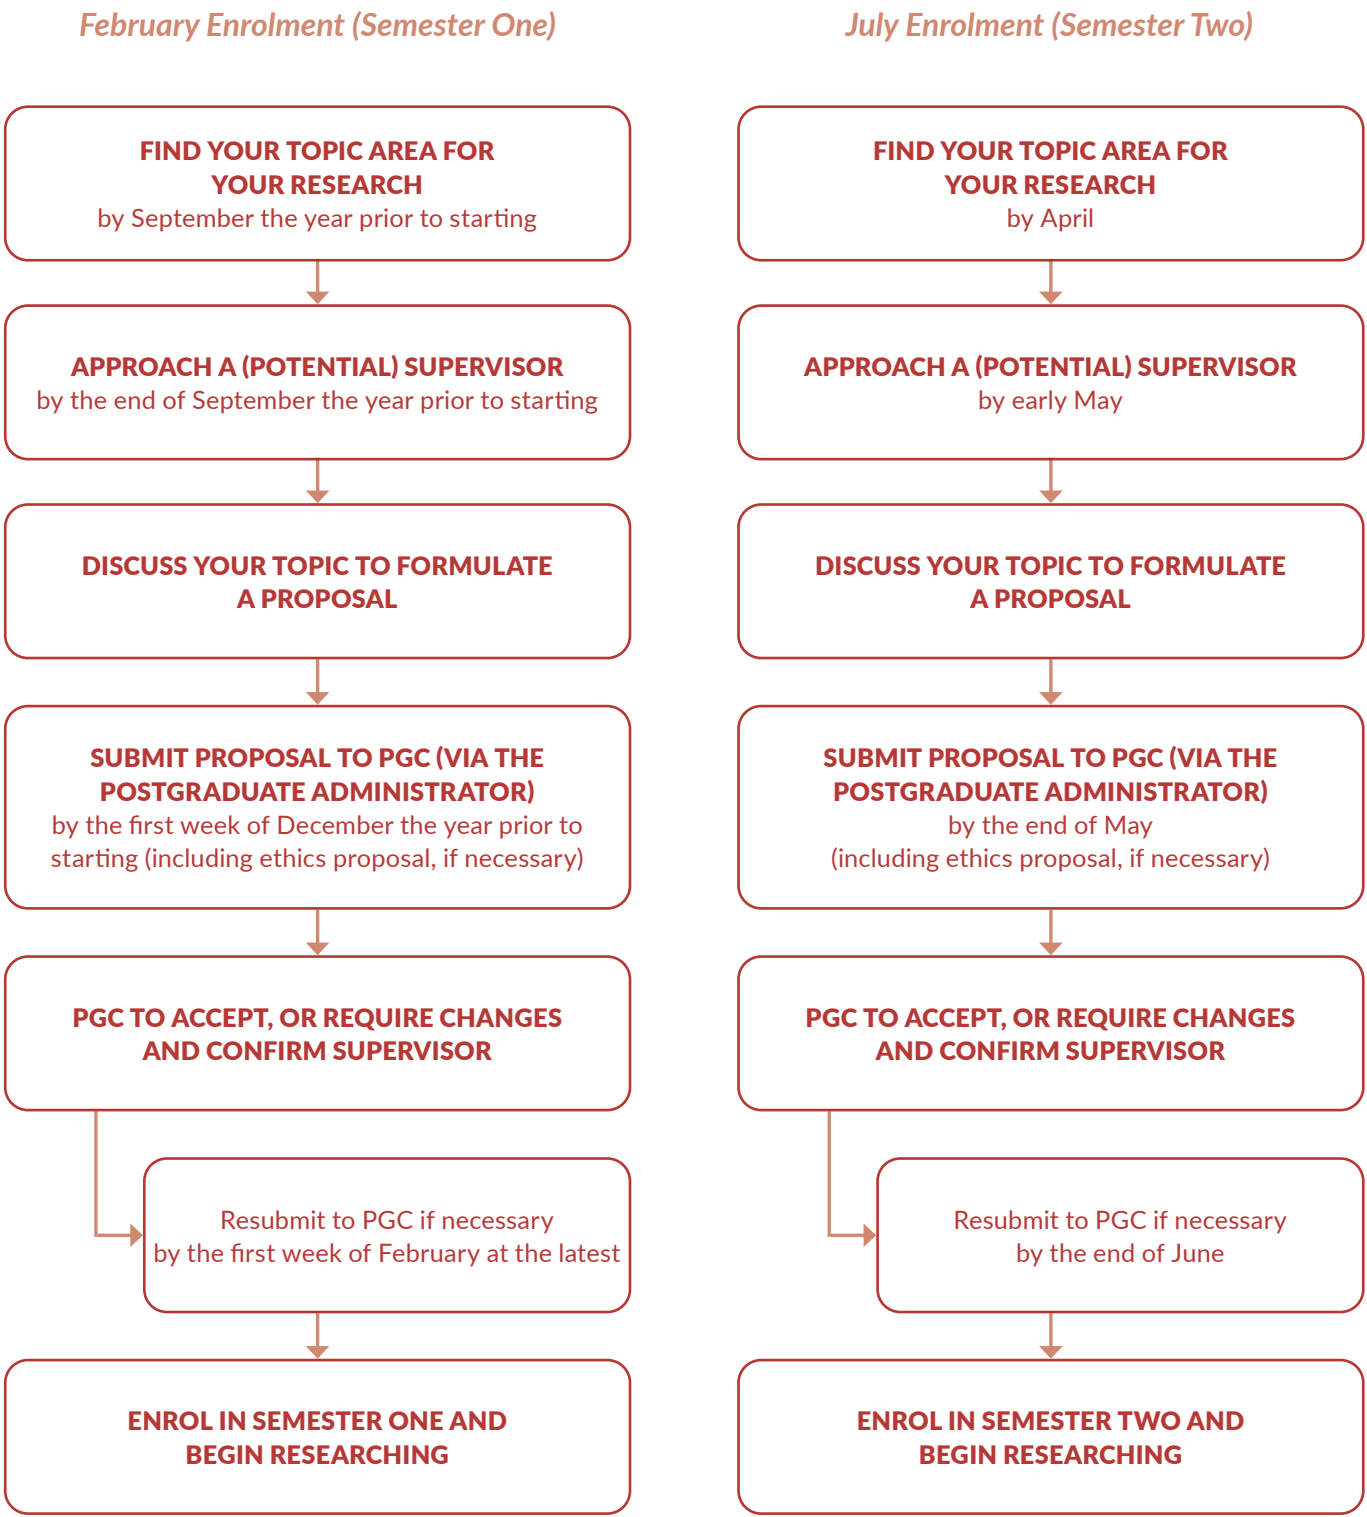 February Enrolment (Semester One)
FIND YOUR TOPIC AREA FOR
YOUR RESEARCH
by September the year prior to starting
APPROACH A (POTENTIAL) SUPERVISOR
by the end of September the year prior to starting
DISCUSS YOUR TOPIC TO FORMULATE
A PROPOSAL
SUBMIT PROPOSAL TO PGC (VIA THE
POSTGRADUATE ADMINISTRATOR)
by the first week of December the year prior to
starting (including ethics proposal, if necessary)
PGC TO ACCEPT, OR REQUIRE CHANGES
AND CONFIRM SUPERVISOR
Resubmit to PGC if necessary
by the first week of February at the latest
ENROL IN SEMESTER ONE AND
BEGIN RESEARCHING
July Enrolment (Semester Two)
FIND YOUR TOPIC AREA FOR
YOUR RESEARCH
by April
APPROACH A (POTENTIAL) SUPERVISOR
by early May
DISCUSS YOUR TOPIC TO FORMULATE
A PROPOSAL
SUBMIT PROPOSAL TO PGC (VIA THE
POSTGRADUATE ADMINISTRATOR)
by the end of May
(including ethics proposal, if necessary)
PGC TO ACCEPT, OR REQUIRE CHANGES
AND CONFIRM SUPERVISOR
Resubmit to PGC if necessary
by the end of June
ENROL IN SEMESTER TWO AND
BEGIN RESEARCHING